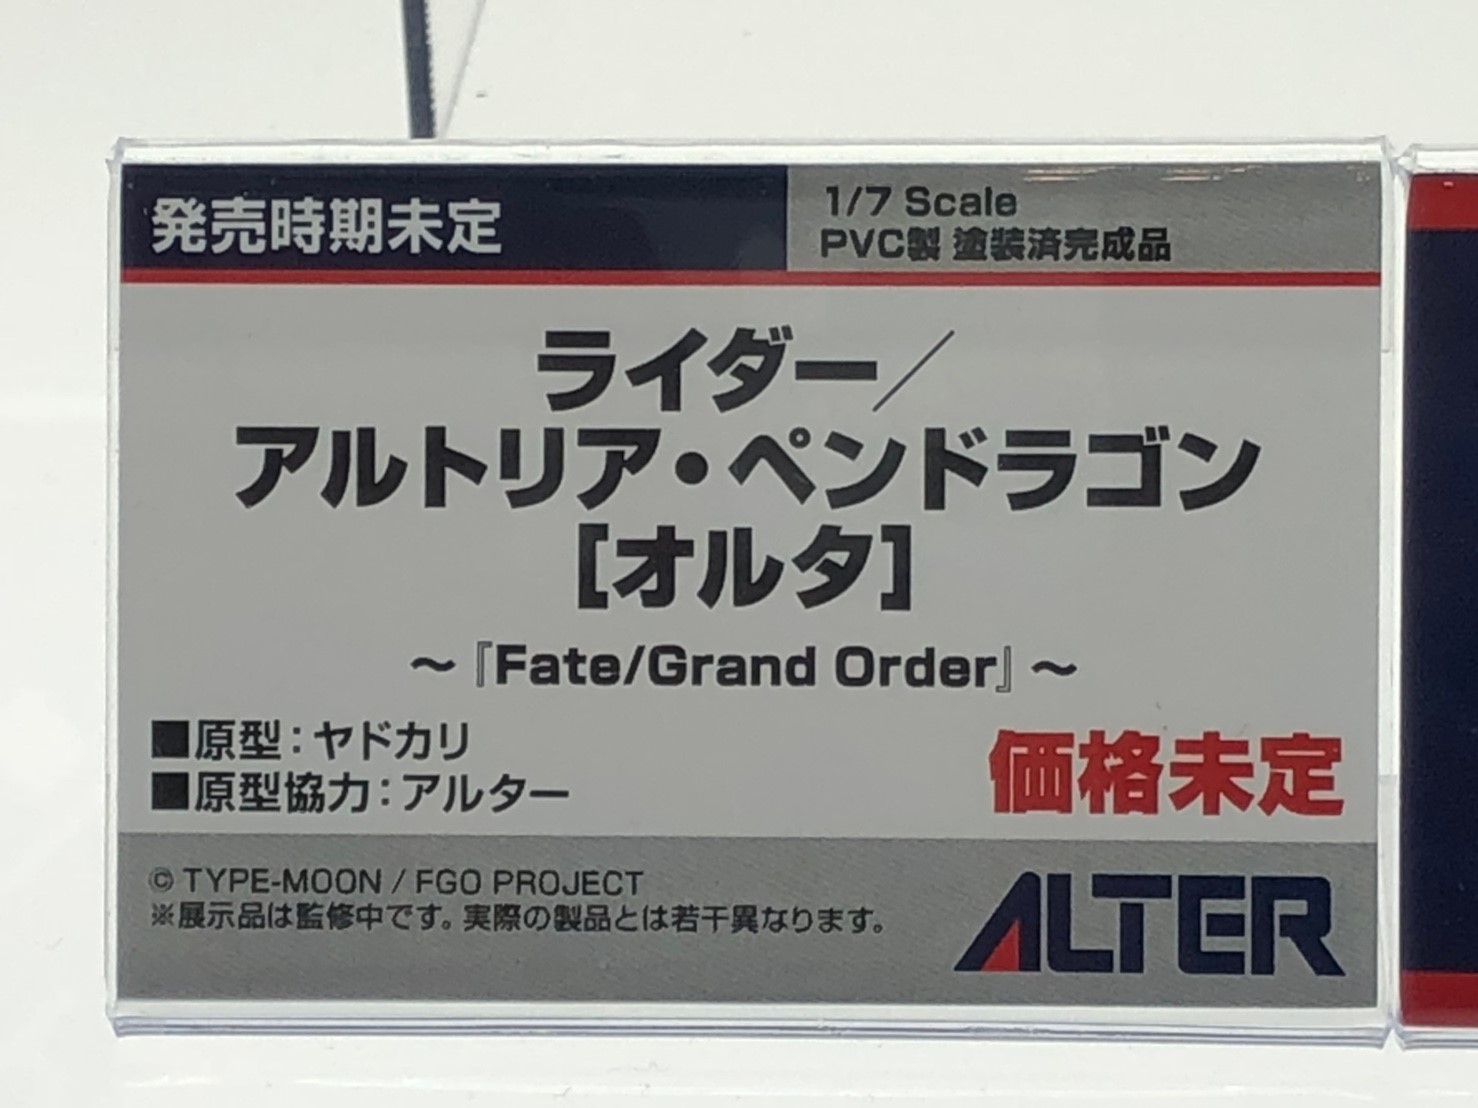 発売時期未定
1/7 Scale
PVC製 塗装済完成品
ライダー／
アルトリア・ペンドラゴン
[オルタ]
～『Fate/Grand Order』～
■原型：ヤドカリ
■原型協力：アルター
価格未定
© TYPE-MOON / FGO PROJECT
※展示品は監修中です。実際の製品とは若干異なります。
ALTER